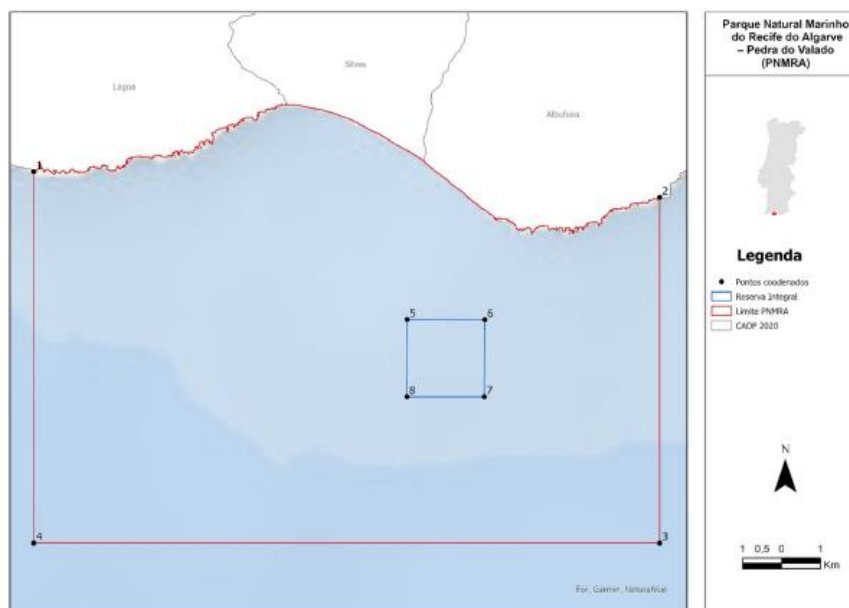 Parque Natural Marinho
do Recife do Algarve
– Pedra do Valado
(PNMRA)
Lagoa
Silves
Albufeira
1
2
5
6
8
7
4
3
Legenda
Pontos coodenados
Reserva Integral
Limite PNMRA
CAOP 2020
N
1 0,5 0 1
Km
Esri, Garmin, NaturalVue